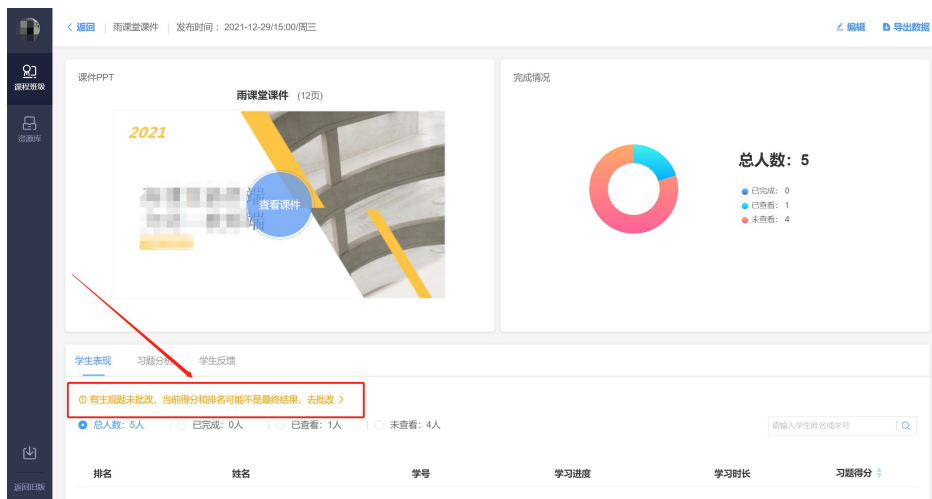 < 返回 | 雨课堂课件 | 发布时间：2021-12-29/15:00/周三
编辑 导出数据
课程班级
资源库
返回旧版
课件PPT
雨课堂课件 (12页)
2021
端
端
查看课件
完成情况
总人数：5
已完成：0
已查看：1
未查看：4
学生表现 习题分析 学生反馈
有主观题未批改，当前得分和排名可能不是最终结果，去批改 >
总人数：5人 已完成：0人 已查看：1人 未查看：4人
请输入学生姓名或学号
排名 姓名 学号 学习进度 学习时长 习题得分